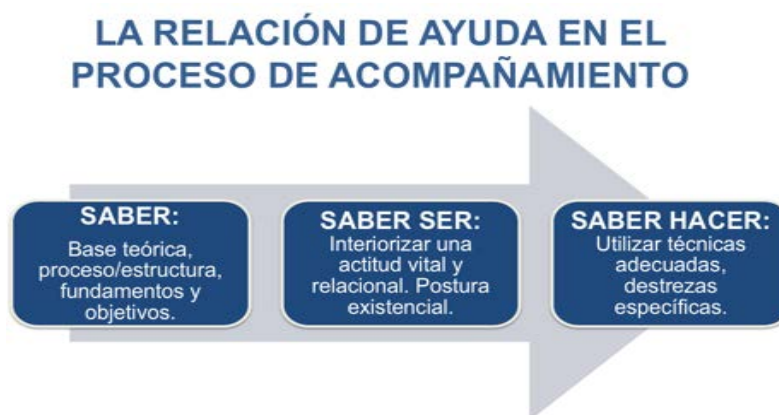 LA RELACIÓN DE AYUDA EN EL
PROCESO DE ACOMPAÑAMIENTO
SABER:
Base teórica,
proceso/estructura,
fundamentos y
objetivos.
SABER SER:
Interiorizar una
actitud vital y
relacional. Postura
existencial.
SABER HACER:
Utilizar técnicas
adecuadas,
destrezas
específicas.